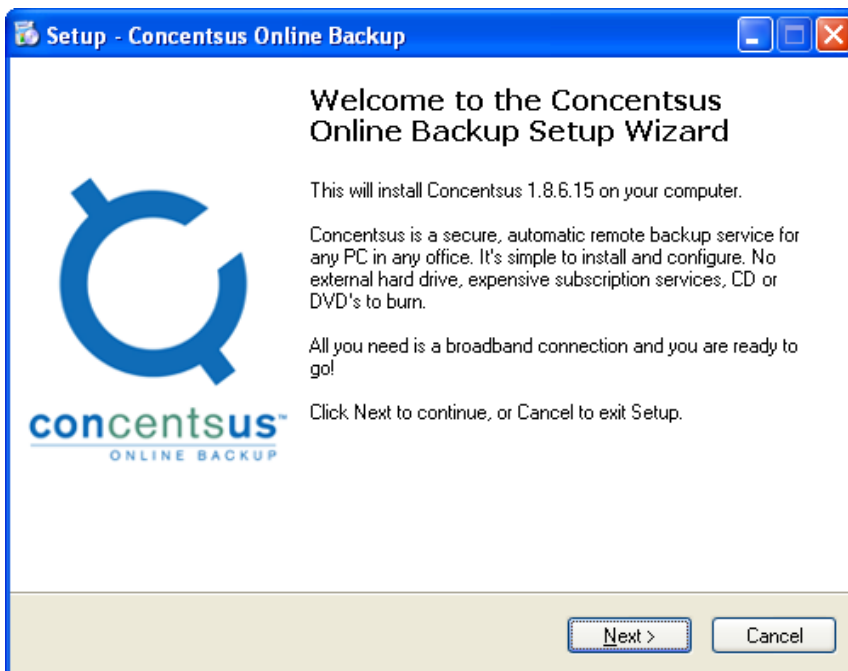 Setup - Concentsus Online Backup
Welcome to the Concentsus
Online Backup Setup Wizard
This will install Concentsus 1.8.6.15 on your computer.
Concentsus is a secure, automatic remote backup service for
any PC in any office. It's simple to install and configure. No
external hard drive, expensive subscription services, CD or
DVD's to burn.
All you need is a broadband connection and you are ready to
go!
Click Next to continue, or Cancel to exit Setup.
concentsus™
ONLINE BACKUP
Next >
Cancel